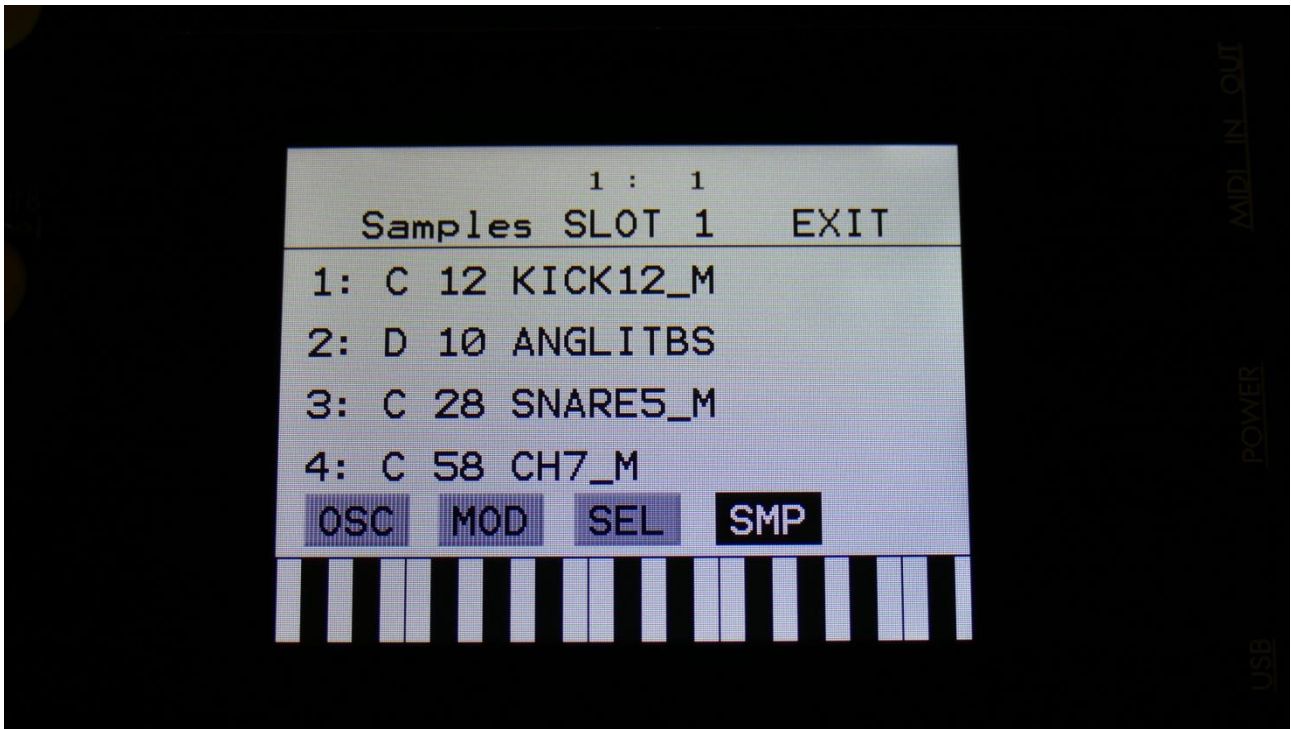 1 : 1
Samples SLOT 1 EXIT
1: C 12 KICK12_M
2: D 10 ANGLITBS
3: C 28 SNARE5_M
4: C 58 CH7_M
OSC MOD SEL SMP
MIDI IN OUT
POWER
USB